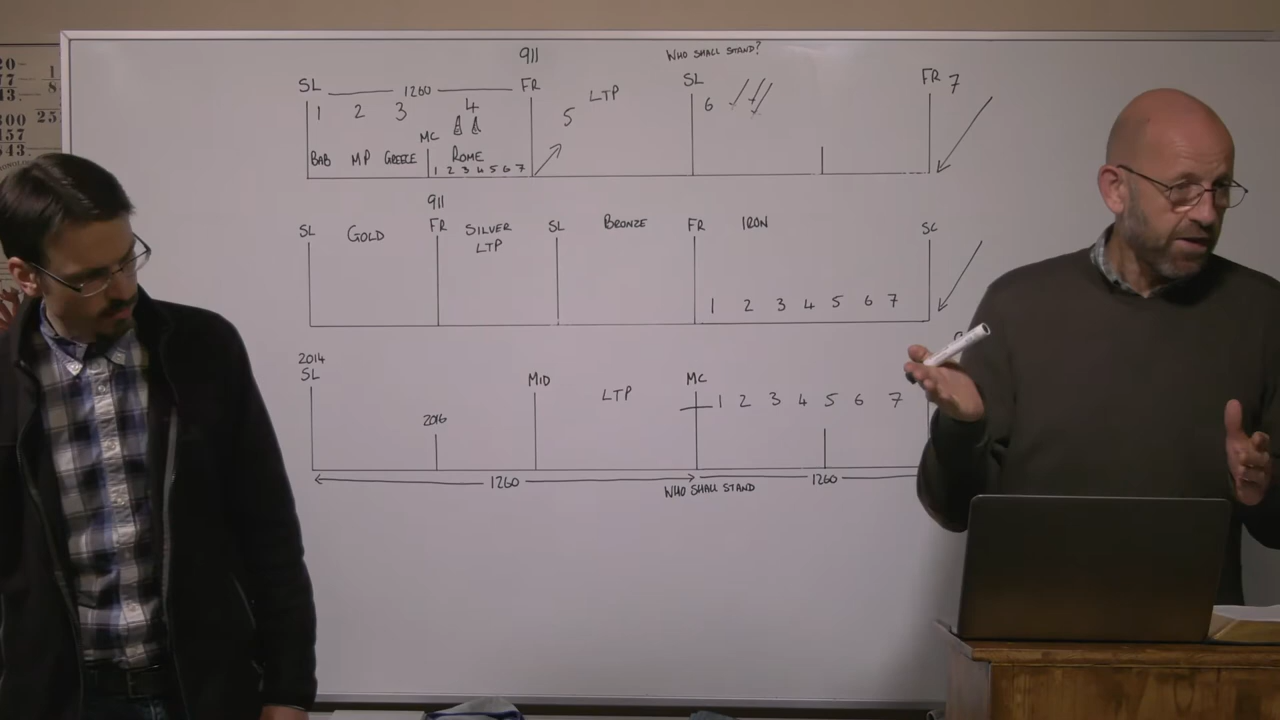 911
WHO SHALL STAND?
SL 1260 FR LTP SL FR 7
1 2 3 4 5 6
MC
BAB MP GREECE ROME
1 2 3 4 5 6 7
911
SL GOLD FR SILVER SL BRONZE FR IRON
LTP
1 2 3 4 5 6 7
2014
SL MID LTP MC 1 2 3 4 5 6 7
2016
1260 WHO SHALL STAND 1260